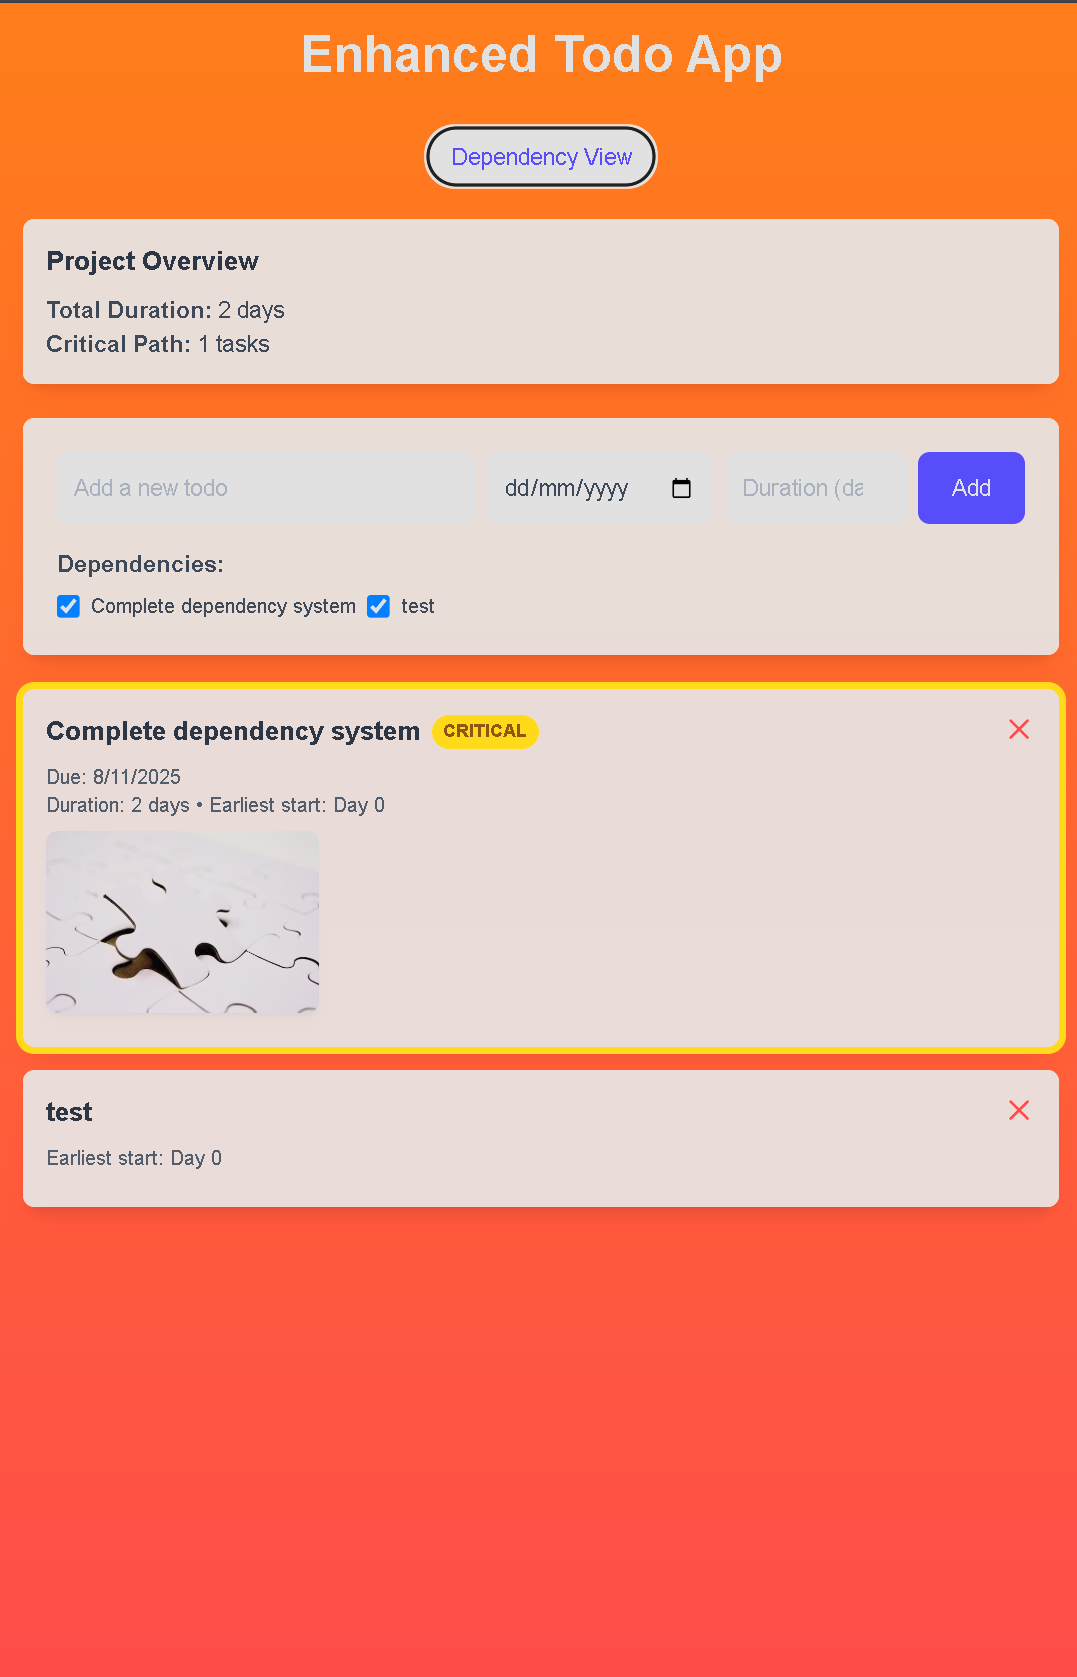 Enhanced Todo App
Dependency View
Project Overview
Total Duration: 2 days
Critical Path: 1 tasks
Add a new todo
dd/mm/yyyy
Duration (da
Add
Dependencies:
Complete dependency system
test
Complete dependency system CRITICAL
Due: 8/11/2025
Duration: 2 days • Earliest start: Day 0
test
Earliest start: Day 0